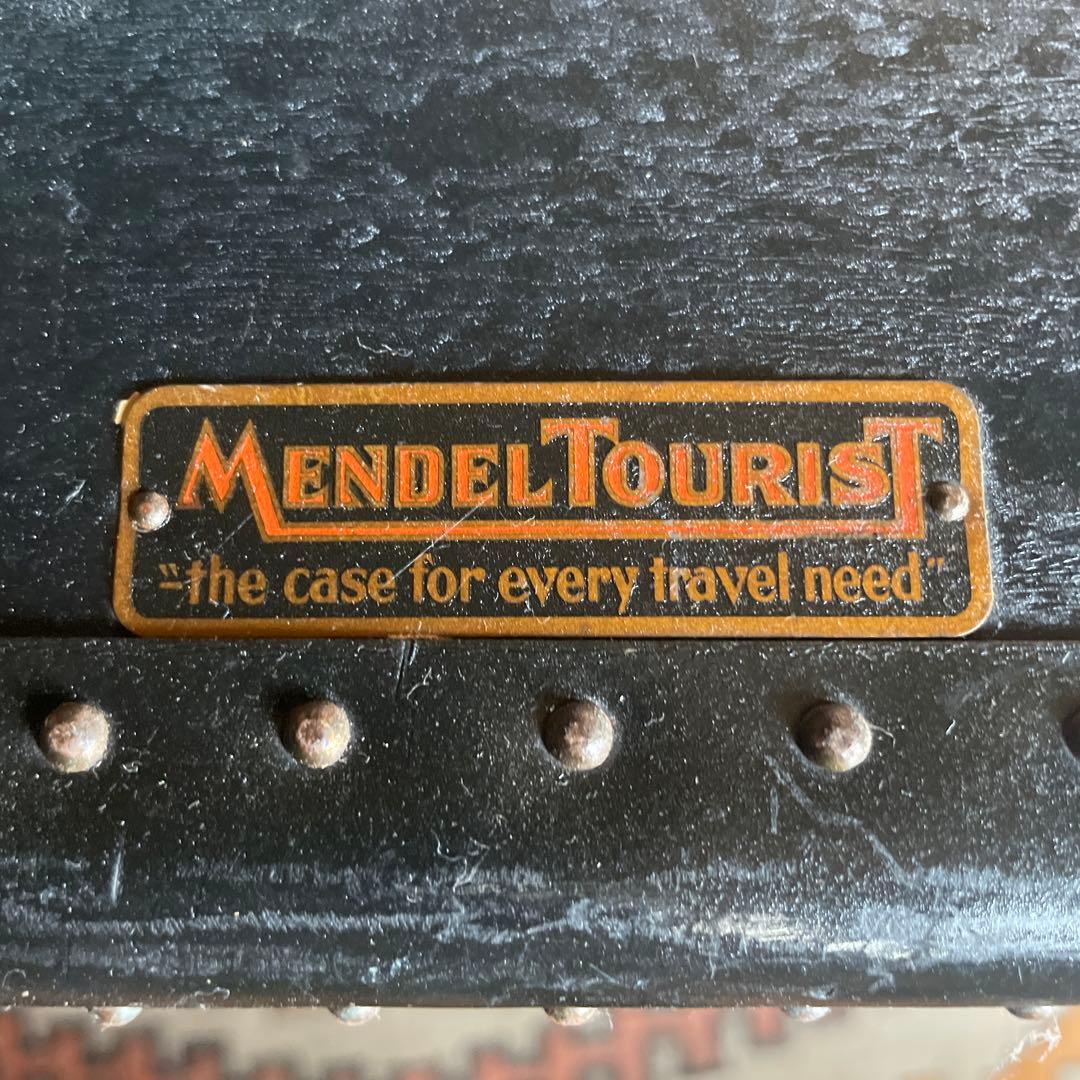 MENDEL TOURIST
"-the case for every travel need"